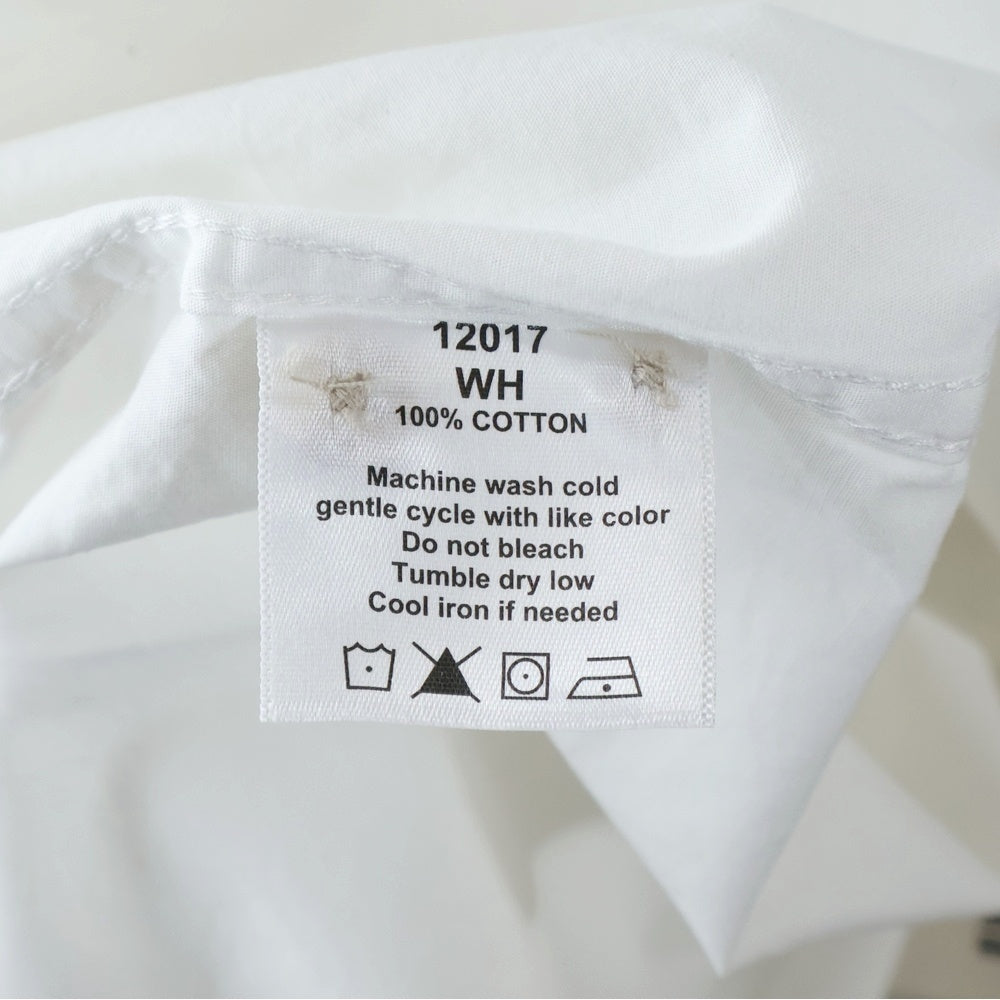 12017
WH
100% COTTON
Machine wash cold
gentle cycle with like color
Do not bleach
Tumble dry low
Cool iron if needed